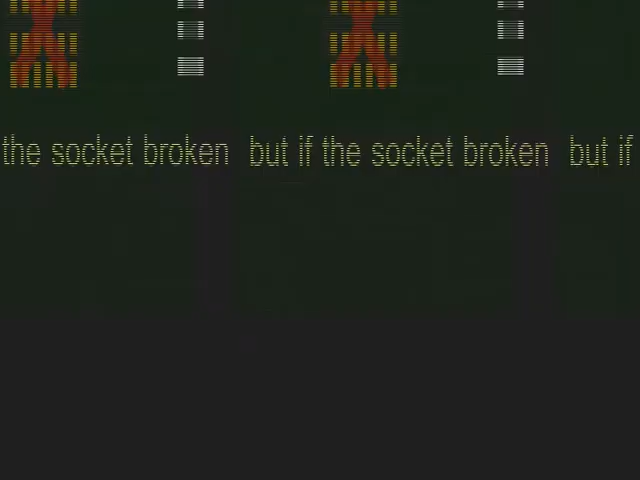 the socket broken but if the socket broken but if